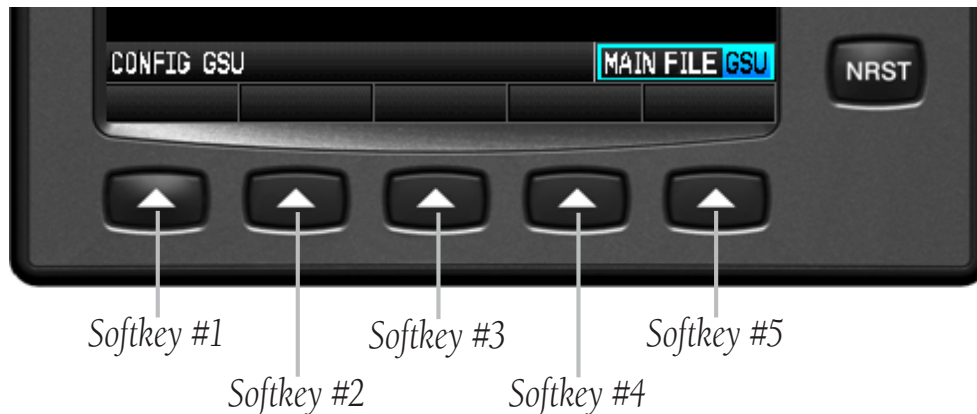 CONFIG GSU
MAIN FILE GSU
NRST
Softkey #1
Softkey #3
Softkey #5
Softkey #2
Softkey #4